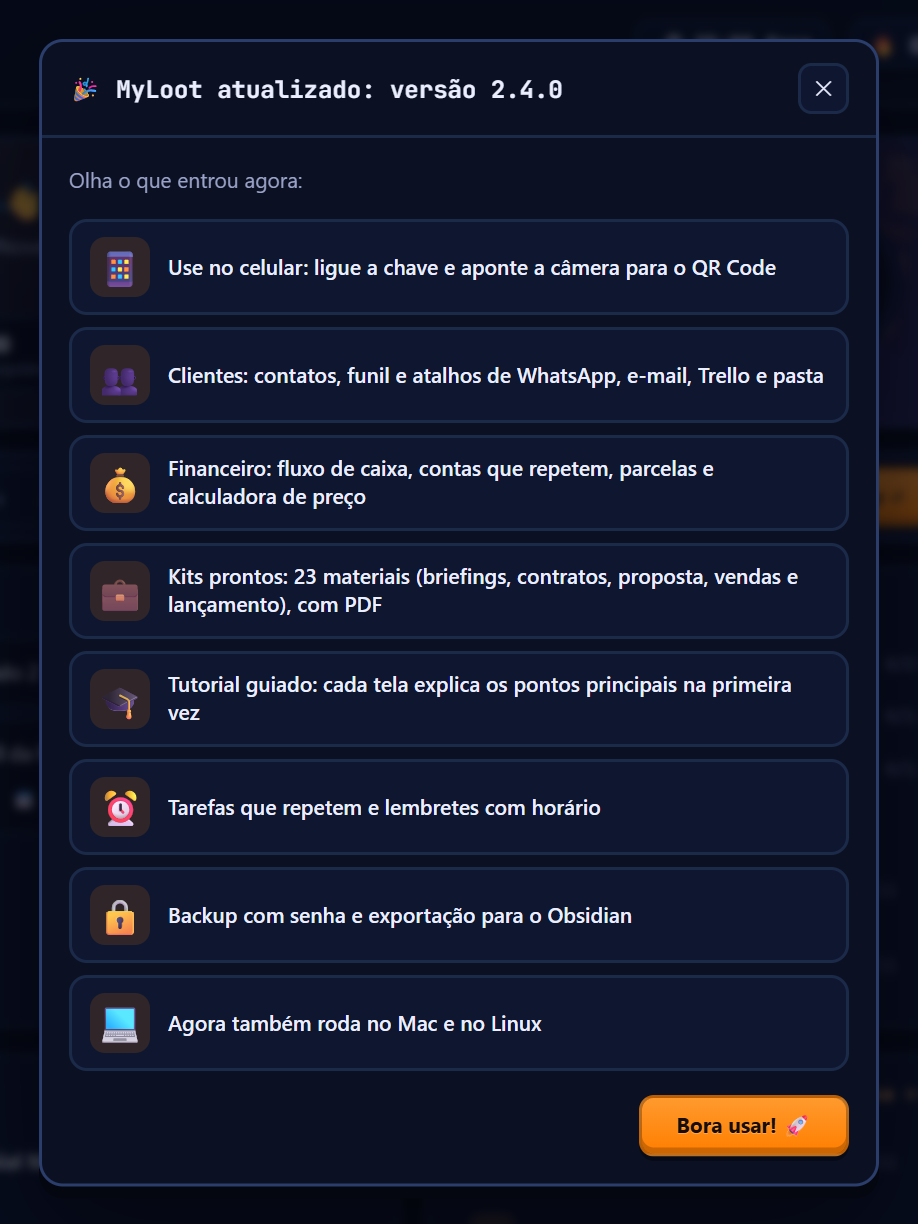 MyLoot atualizado: versão 2.4.0
Olha o que entrou agora:
Use no celular: ligue a chave e aponte a câmera para o QR Code
Clientes: contatos, funil e atalhos de WhatsApp, e-mail, Trello e pasta
Financeiro: fluxo de caixa, contas que repetem, parcelas e
calculadora de preço
Kits prontos: 23 materiais (briefings, contratos, proposta, vendas e
lançamento), com PDF
Tutorial guiado: cada tela explica os pontos principais na primeira
vez
Tarefas que repetem e lembretes com horário
Backup com senha e exportação para o Obsidian
Agora também roda no Mac e no Linux
Bora usar!